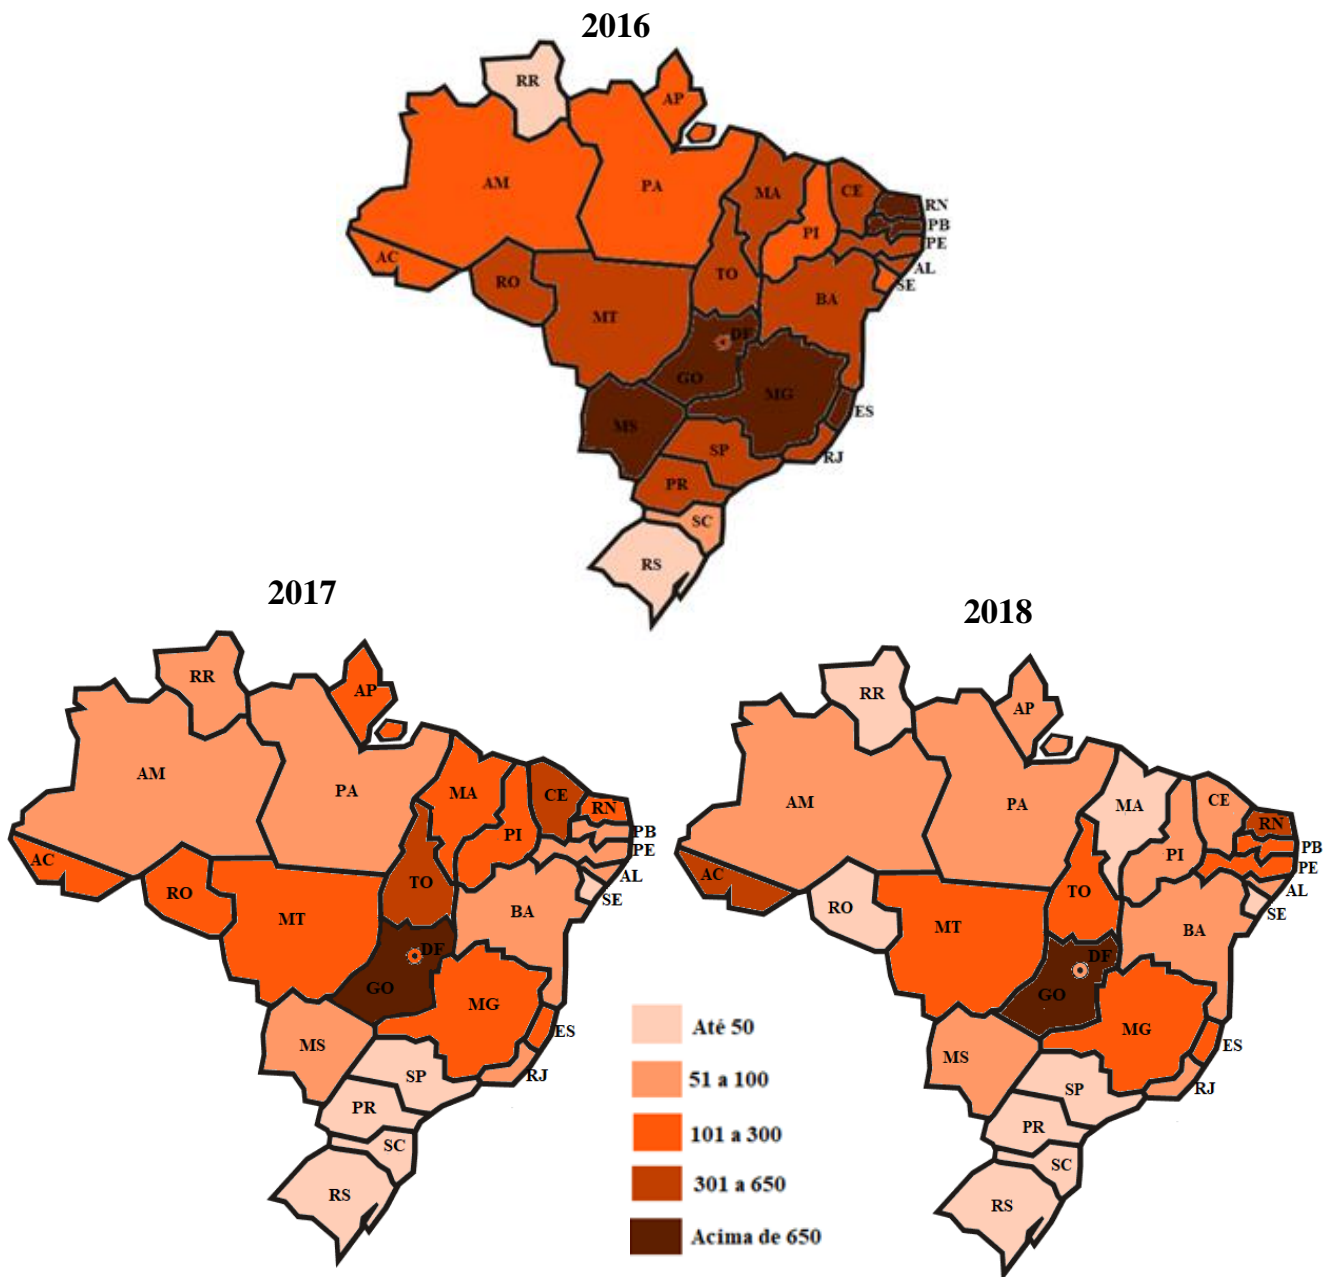 2016
RR
AP
AM
PA
MA
CE
RN
PB
PE
PI
AC
RO
TO
AL
SE
BA
MT
DF
GO
MG
MS
ES
SP
RJ
PR
SC
RS
2017
RR
AP
AM
PA
MA
CE
RN
PI
PB
PE
AC
RO
TO
AL
SE
BA
MT
DF
GO
MG
MS
ES
SP
RJ
PR
SC
RS
2018
RR
AP
AM
PA
MA
CE
RN
PI
PB
PE
AC
RO
TO
AL
SE
BA
MT
DF
GO
MG
MS
ES
SP
RJ
PR
SC
RS
Até 50
51 a 100
101 a 300
301 a 650
Acima de 650